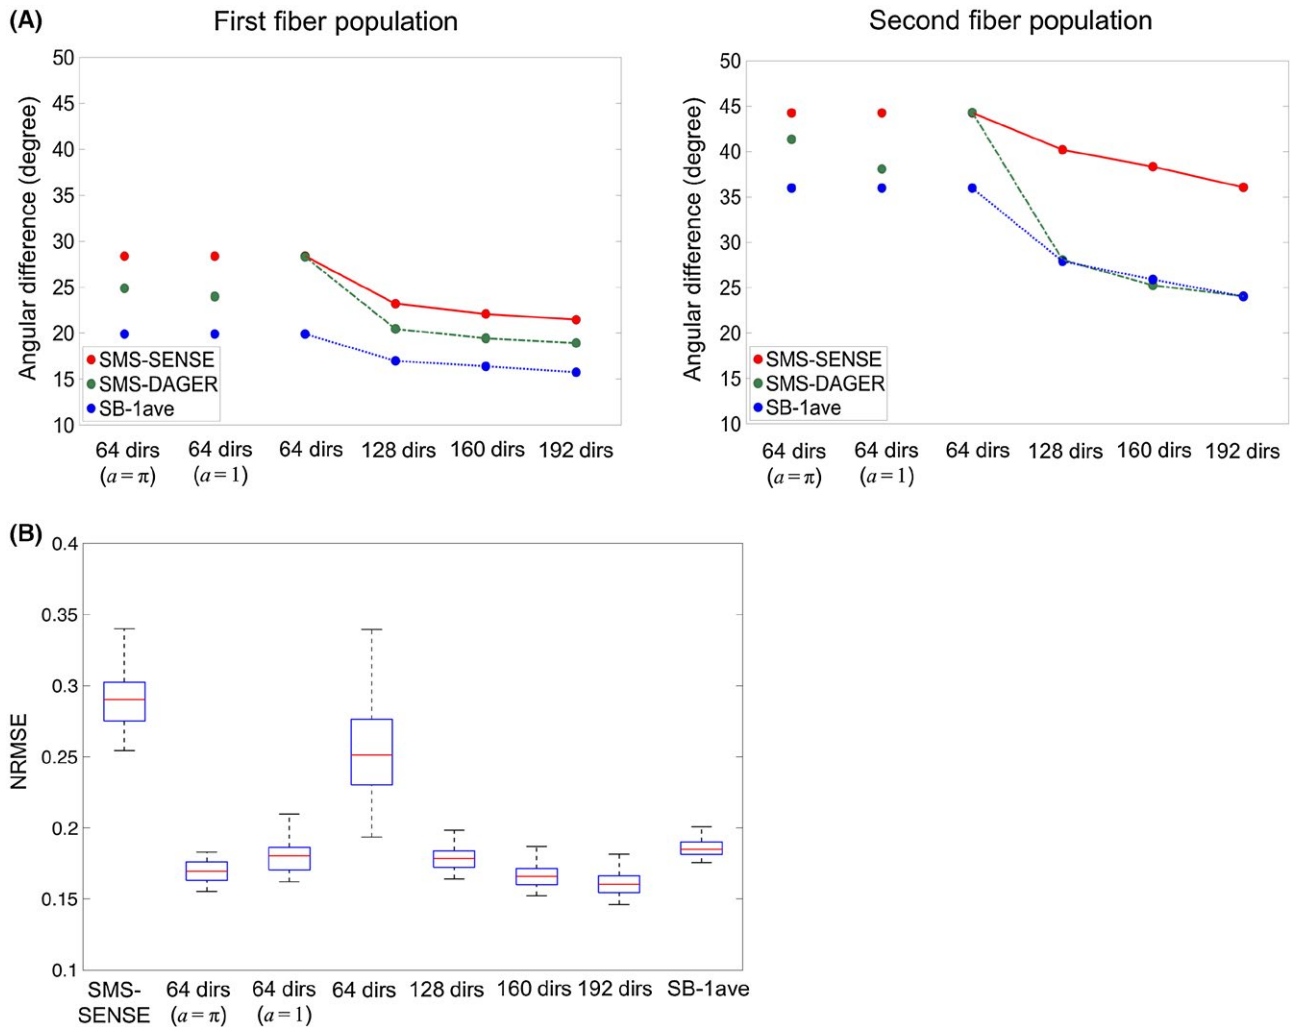 (A)
First fiber population
Angular difference (degree)
50
45
40
35
30
25
20
15
10
SMS-SENSE
SMS-DAGER
SB-1ave
64 dirs
(a = π)
64 dirs
(a = 1)
64 dirs
128 dirs
160 dirs
192 dirs
Second fiber population
Angular difference (degree)
50
45
40
35
30
25
20
15
10
SMS-SENSE
SMS-DAGER
SB-1ave
64 dirs
(a = π)
64 dirs
(a = 1)
64 dirs
128 dirs
160 dirs
192 dirs
(B)
NRMSE
0.4
0.35
0.3
0.25
0.2
0.15
0.1
SMS-
SENSE
64 dirs
(a = π)
64 dirs
(a = 1)
64 dirs
128 dirs
160 dirs
192 dirs
SB-1ave